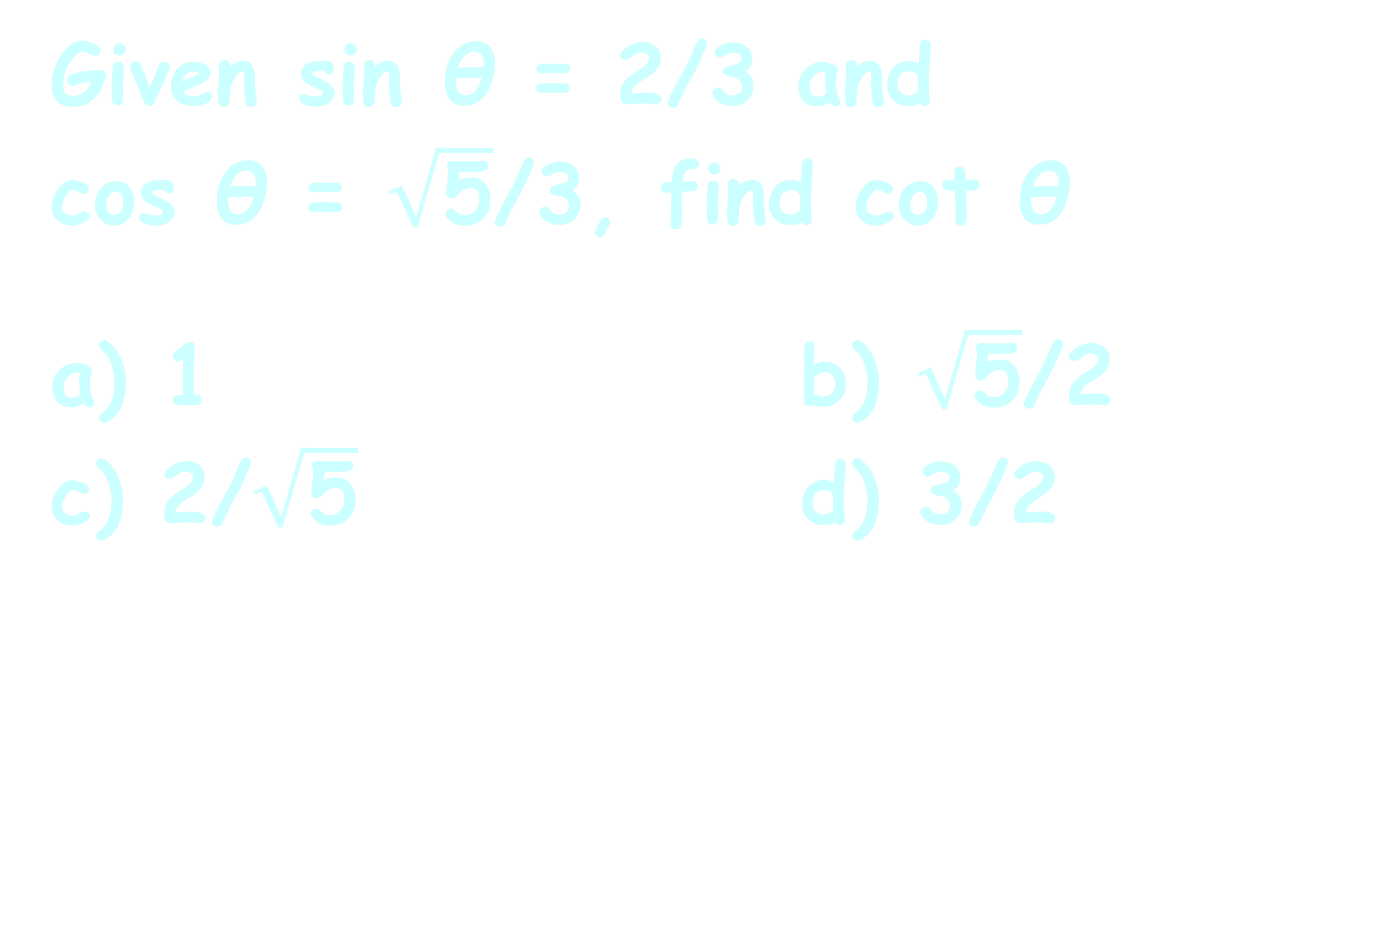 Given sin θ = 2/3 and
cos θ = √5/3, find cot θ
a) 1 b) √5/2
c) 2/√5 d) 3/2